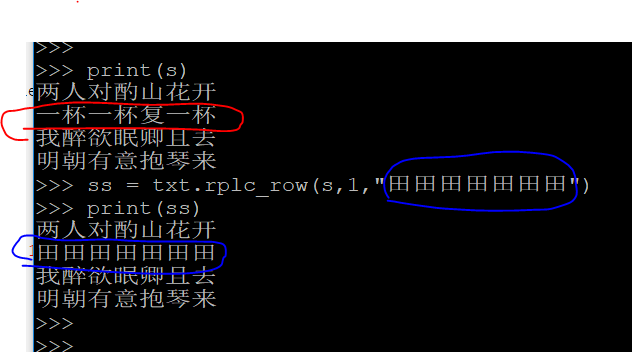 >>>
>>> print(s)
两人对酌山花开
一杯一杯复一杯
我醉欲眠卿且去
明朝有意抱琴来
>>> ss = txt.rplc_row(s,1,"田田田田田田田")
>>> print(ss)
两人对酌山花开
田田田田田田田
我醉欲眠卿且去
明朝有意抱琴来
>>>
>>>